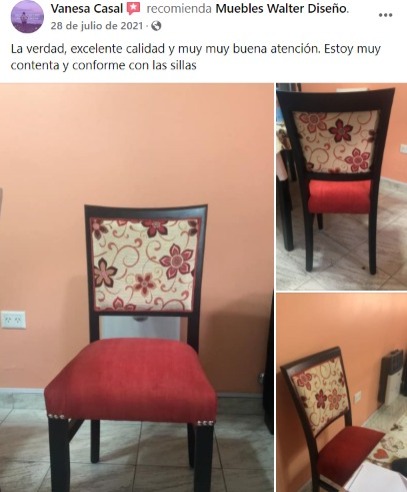 Vanesa Casal recomienda Muebles Walter Diseño.
28 de julio de 2021 ·
La verdad, excelente calidad y muy muy buena atención. Estoy muy
contenta y conforme con las sillas